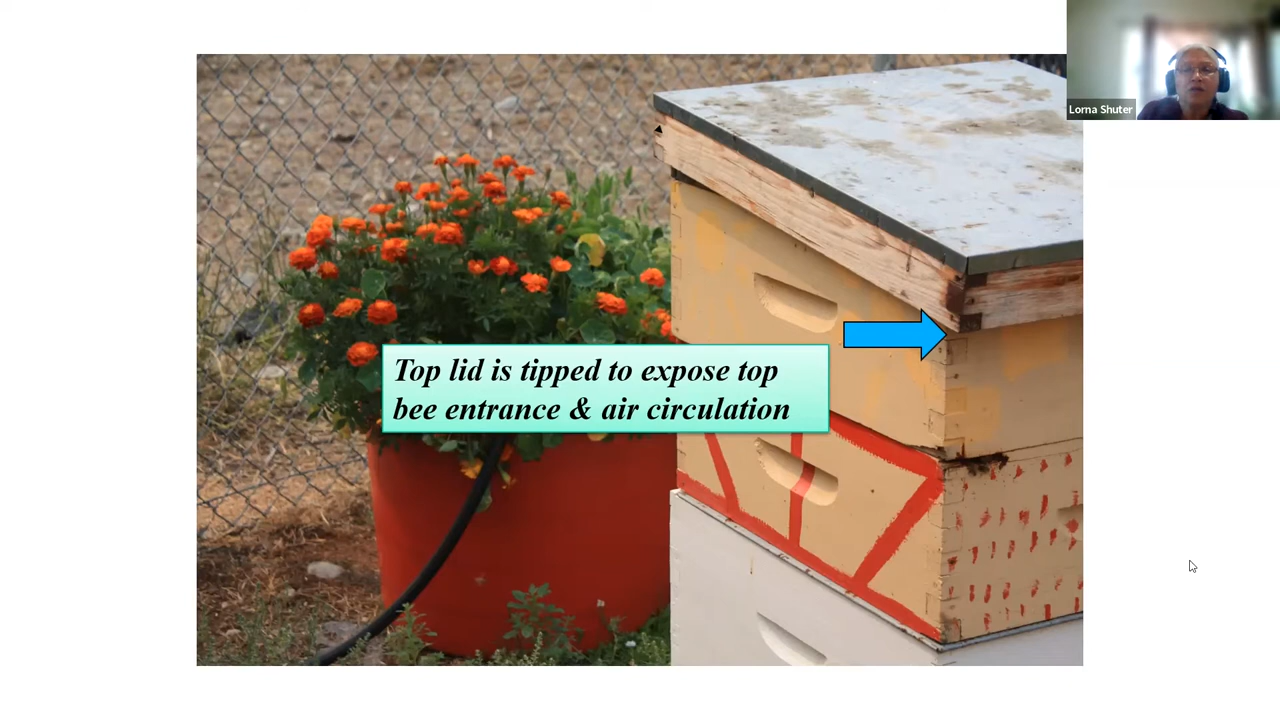 Lorna Shuter
Top lid is tipped to expose top
bee entrance & air circulation